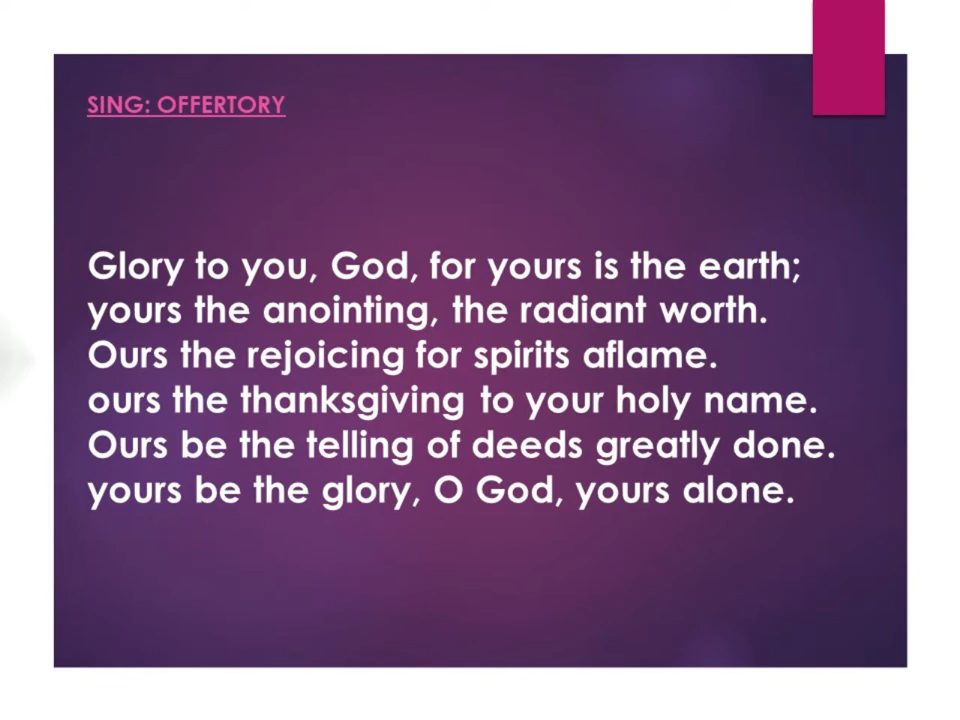 SING: OFFERTORY
Glory to you, God, for yours is the earth;
yours the anointing, the radiant worth.
Ours the rejoicing for spirits aflame.
ours the thanksgiving to your holy name.
Ours be the telling of deeds greatly done.
yours be the glory, O God, yours alone.